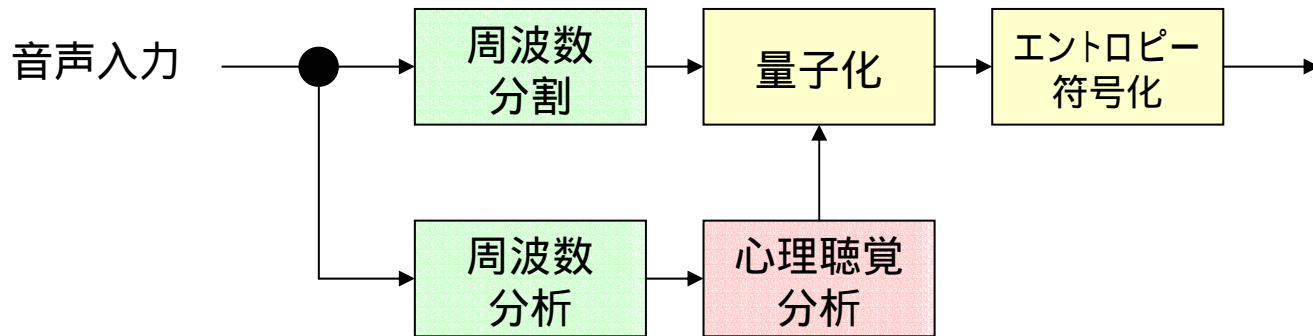 音声入力
周波数
分割
量子化
エントロピー
符号化
周波数
分析
心理聴覚
分析